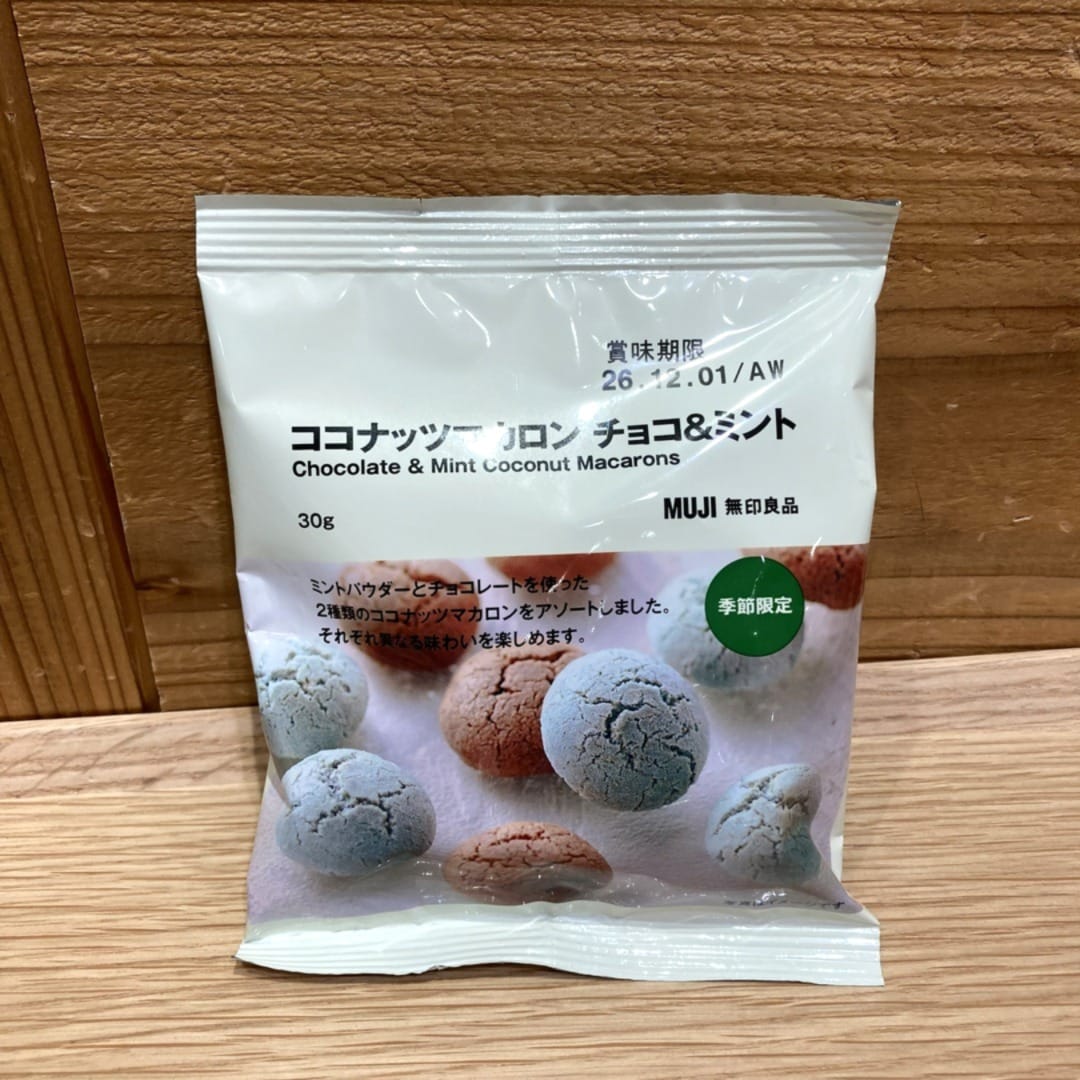 賞味期限
26.12.01/AW
ココナッツマカロン チョコ&ミント
Chocolate & Mint Coconut Macarons
30g
MUJI 無印良品
ミントパウダーとチョコレートを使った
2種類のココナッツマカロンをアソートしました。
それぞれ異なる味わいを楽しめます。
季節限定